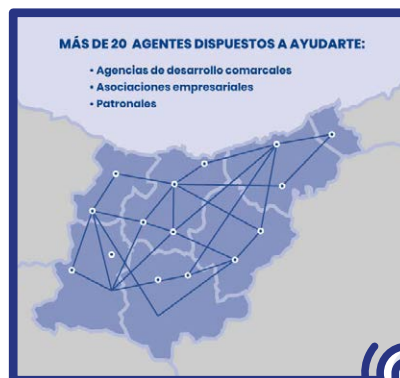 MÁS DE 20 AGENTES DISPUESTOS A AYUDARTE:
• Agencias de desarrollo comarcales
• Asociaciones empresariales
• Patronales